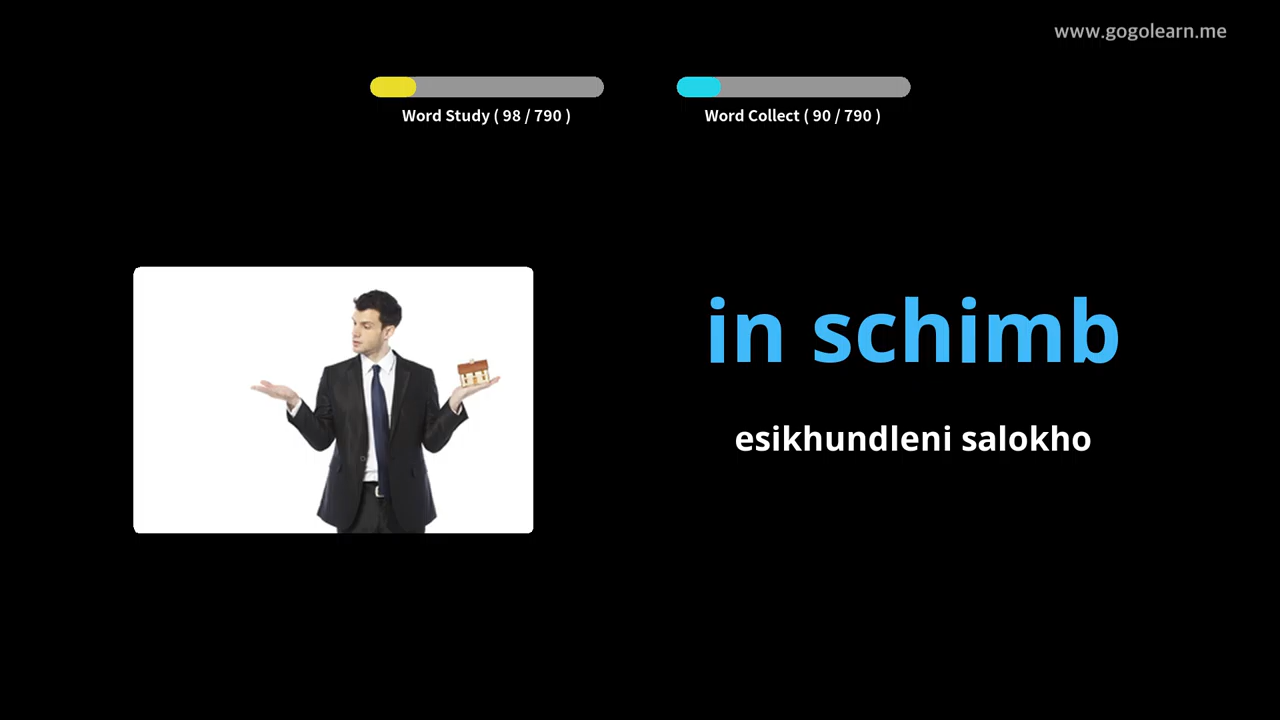 www.gogolearn.me
Word Study ( 98 / 790 )
Word Collect ( 90 / 790 )
in schimb
esikhundleni salokho